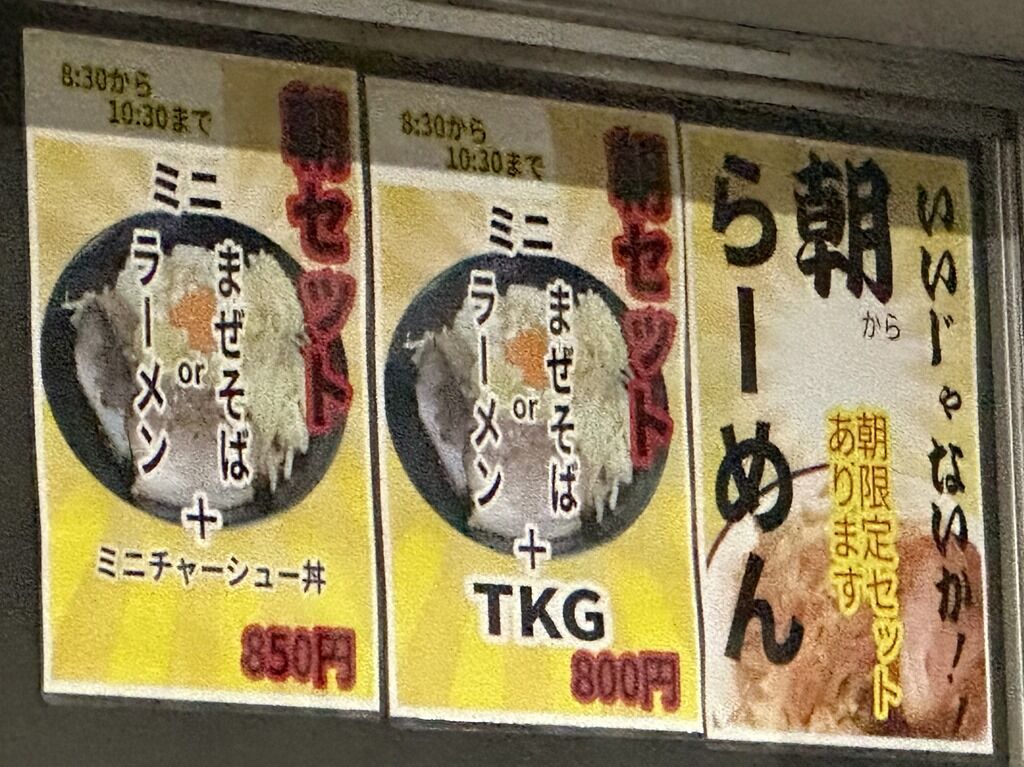 8:30から
10:30まで
朝セット
ミニ
まぜそば
or
ラーメン
+
ミニチャーシュー丼
850円
8:30から
10:30まで
朝セット
ミニ
まぜそば
or
ラーメン
+
TKG
800円
いいじゃないか!!
朝
から
らーめん
朝限定セット
あります